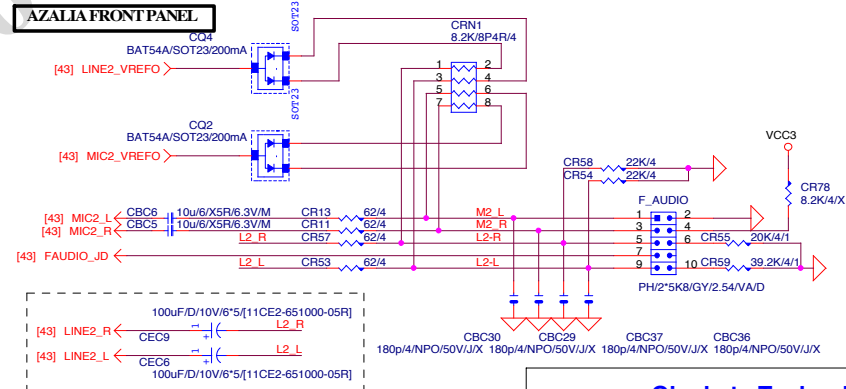 AZALIA FRONT PANEL
SOT23
CQ4
BAT54A/SOT23/200mA
CRN1
8.2K/8P4R/4
[43] LINE2_VREFO
1 2
3 4
5 6
7 8
SOT23
CQ2
BAT54A/SOT23/200mA
[43] MIC2_VREFO
VCC3
CR58 22K/4
CR54 22K/4
CR78
8.2K/4/X
F_AUDIO
[43] MIC2_L CBC6 10u/6/X5R/6.3V/M CR13 62/4 M2_L 1 2
[43] MIC2_R CBC5 10u/6/X5R/6.3V/M CR11 62/4 M2_R 3 4
L2_R CR57 62/4 L2-R 5 6 CR55 20K/4/1
[43] FAUDIO_JD 7
L2_L CR53 62/4 L2-L 9 10 CR59 39.2K/4/1
PH/2*5K8/GY/2.54/VA/D
100uF/D/10V/6*5/[11CE2-651000-05R]
[43] LINE2_R 1 + L2_R
CEC9
[43] LINE2_L 1 + L2_L
CEC6
100uF/D/10V/6*5/[11CE2-651000-05R]
CBC30 CBC29 CBC37 CBC36
180p/4/NPO/50V/J/X 180p/4/NPO/50V/J/X 180p/4/NPO/50V/J/X 180p/4/NPO/50V/J/X